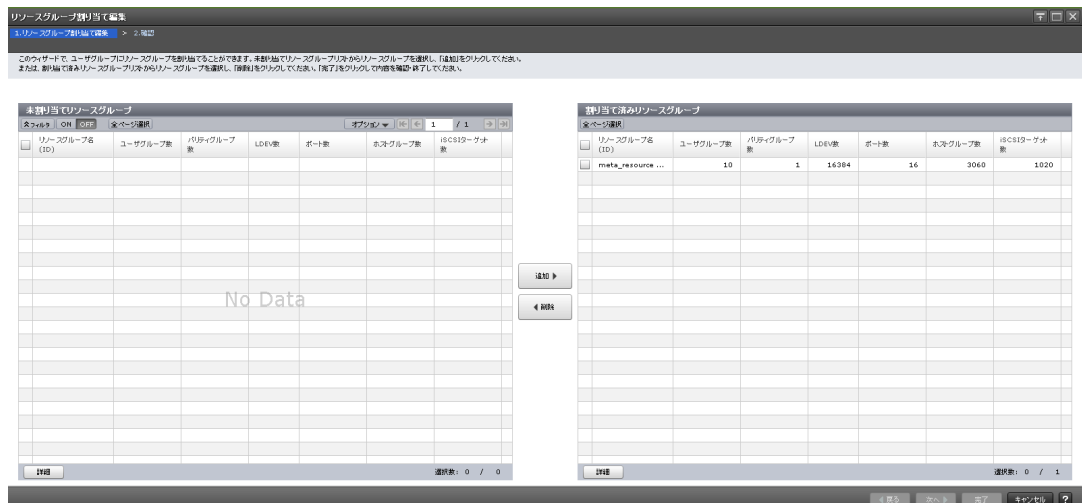 リソースグループ割り当て編集
1.リソースグループ割り当て編集 > 2.確認
このウィザードで、ユーザグループにリソースグループを割り当てることができます。未割り当てリソースグループリストからリソースグループを選択し、「追加」をクリックしてください。
または、割り当て済みリソースグループリストからリソースグループを選択し、「削除」をクリックしてください。「完了」をクリックして内容を確認・終了してください。
未割り当てリソースグループ
フィルタ ON OFF 全ページ選択 オプション 1 / 1
リソースグループ名 (ID) ユーザグループ数 パリティグループ数 LDEV数 ポート数 ホストグループ数 iSCSIターゲット数
No Data
詳細 選択数: 0 / 0
追加
削除
割り当て済みリソースグループ
全ページ選択
リソースグループ名 (ID) ユーザグループ数 パリティグループ数 LDEV数 ポート数 ホストグループ数 iSCSIターゲット数
meta_resource ... 10 1 16384 16 3060 1020
詳細 選択数: 0 / 1
戻る 次へ 完了 キャンセル ?